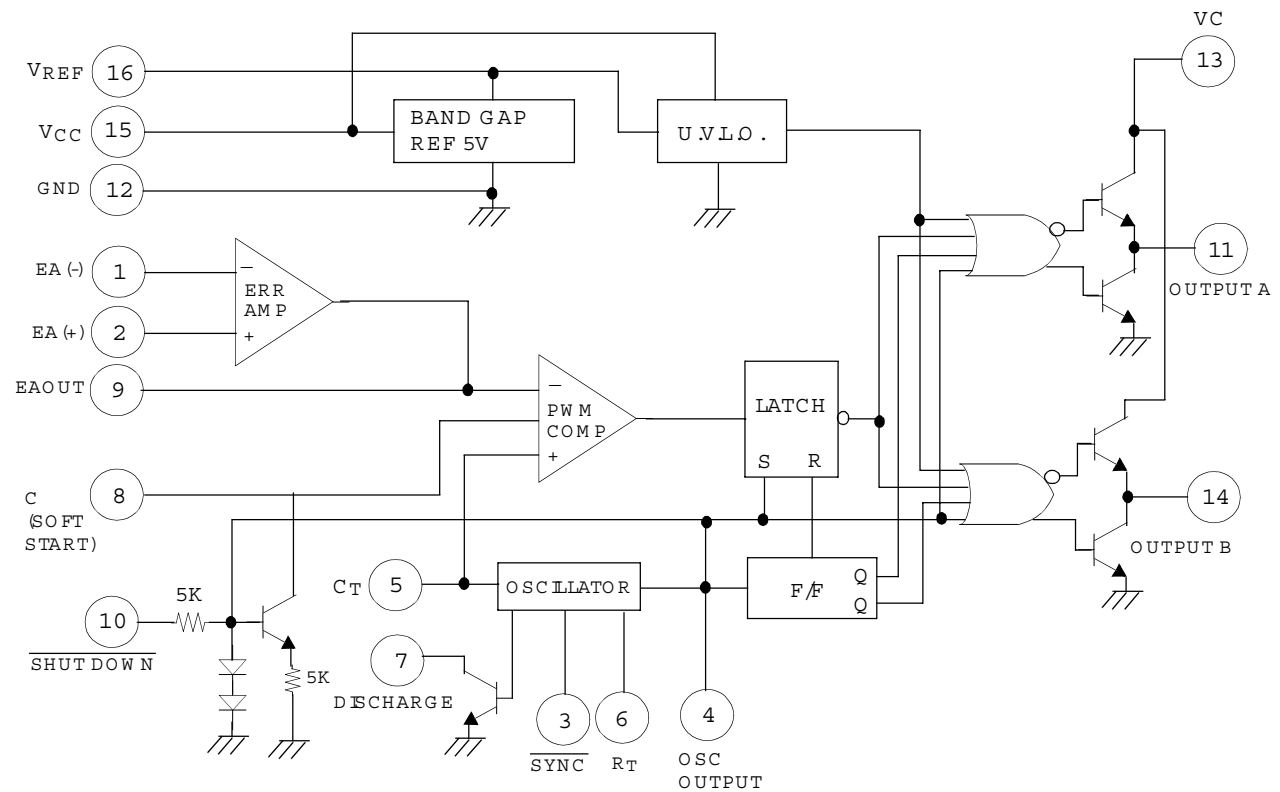 VC
13
VREF 16
VCC 15
GND 12
BAND GAP
REF 5V
U.V.L.O.
EA(-) 1
EA(+) 2
EAOUT 9
−
ERR
AMP
+
−
PWM
COMP
+
LATCH
S R
11
OUTPUT A
14
OUTPUT B
C
(SOFT
START)
8
CT 5
OSCILLATOR
F/F
Q
Q
5K
10
SHUTDOWN
5K
7
DISCHARGE
3
SYNC
6
RT
4
OSC
OUTPUT